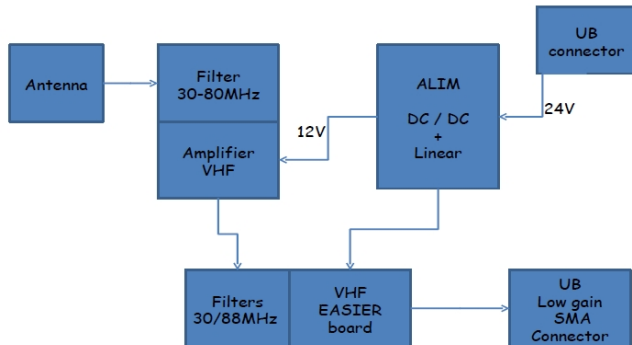 UB
connector
Antenna
Filter
30-80MHz
ALIM
DC / DC
+
Linear
24V
12V
Amplifier
VHF
Filters
30/88MHz
VHF
EASIER
board
UB
Low gain
SMA
Connector